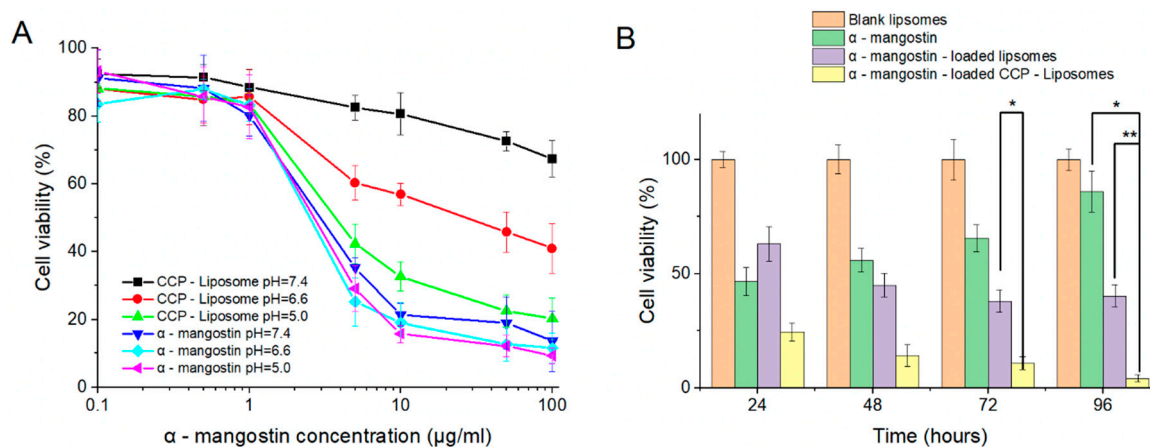 A
Cell viability (%)
100
80
60
40
20
0
CCP - Liposome pH=7.4
CCP - Liposome pH=6.6
CCP - Liposome pH=5.0
α - mangostin pH=7.4
α - mangostin pH=6.6
α - mangostin pH=5.0
0.1 1 10 100
α - mangostin concentration (μg/ml)
B
Blank lipsomes
α - mangostin
α - mangostin - loaded lipsomes
α - mangostin - loaded CCP - Liposomes
Cell viability (%)
100
50
0
*
*
**
24 48 72 96
Time (hours)